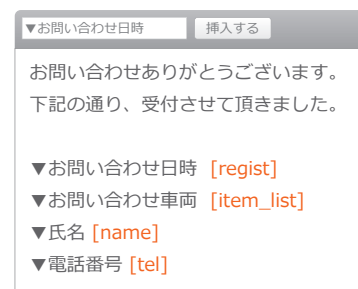 ▼お問い合わせ日時 挿入する
お問い合わせありがとうございます。
下記の通り、受付させて頂きました。
▼お問い合わせ日時 [regist]
▼お問い合わせ車両 [item_list]
▼氏名 [name]
▼電話番号 [tel]